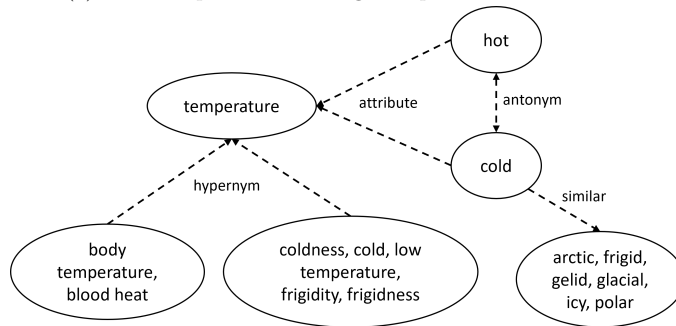 hot
temperature
attribute
antonym
cold
hypernym
similar
body
temperature,
blood heat
coldness, cold, low
temperature,
frigidity, frigidness
arctic, frigid,
gelid, glacial,
icy, polar